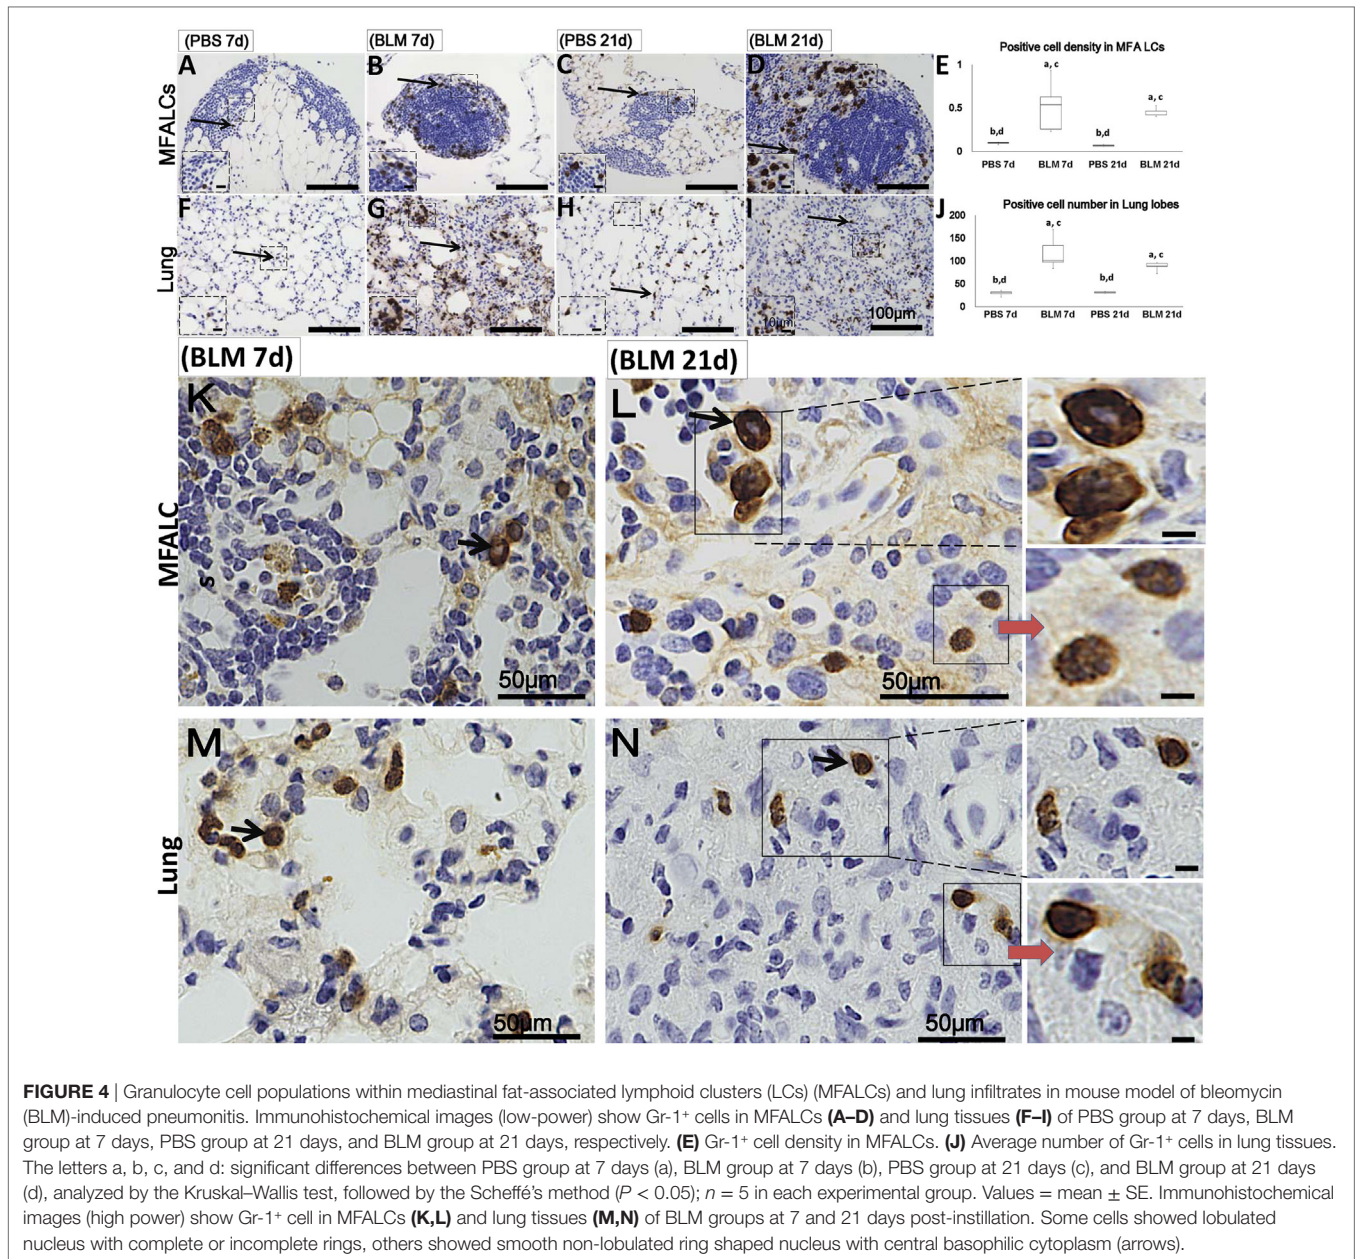 (PBS 7d) (BLM 7d) (PBS 21d) (BLM 21d)
MFALCs
A B C D
E
Positive cell density in MFA LCs
1
0.5
0
a, c
a, c
b,d
b,d
PBS 7d BLM 7d PBS 21d BLM 21d
Lung
F G H I
10µm
100µm
J
Positive cell number in Lung lobes
200
150
100
50
0
a, c
a, c
b,d
b,d
PBS 7d BLM 7d PBS 21d BLM 21d
(BLM 7d) (BLM 21d)
MFALC
s
K
50µm
L
50µm
Lung
M
50µm
N
50µm
FIGURE 4 | Granulocyte cell populations within mediastinal fat-associated lymphoid clusters (LCs) (MFALCs) and lung infiltrates in mouse model of bleomycin
(BLM)-induced pneumonitis. Immunohistochemical images (low-power) show Gr-1⁺ cells in MFALCs (A–D) and lung tissues (F–I) of PBS group at 7 days, BLM
group at 7 days, PBS group at 21 days, and BLM group at 21 days, respectively. (E) Gr-1⁺ cell density in MFALCs. (J) Average number of Gr-1⁺ cells in lung tissues.
The letters a, b, c, and d: significant differences between PBS group at 7 days (a), BLM group at 7 days (b), PBS group at 21 days (c), and BLM group at 21 days
(d), analyzed by the Kruskal–Wallis test, followed by the Scheffé’s method (P < 0.05); n = 5 in each experimental group. Values = mean ± SE. Immunohistochemical
images (high power) show Gr-1⁺ cell in MFALCs (K,L) and lung tissues (M,N) of BLM groups at 7 and 21 days post-instillation. Some cells showed lobulated
nucleus with complete or incomplete rings, others showed smooth non-lobulated ring shaped nucleus with central basophilic cytoplasm (arrows).